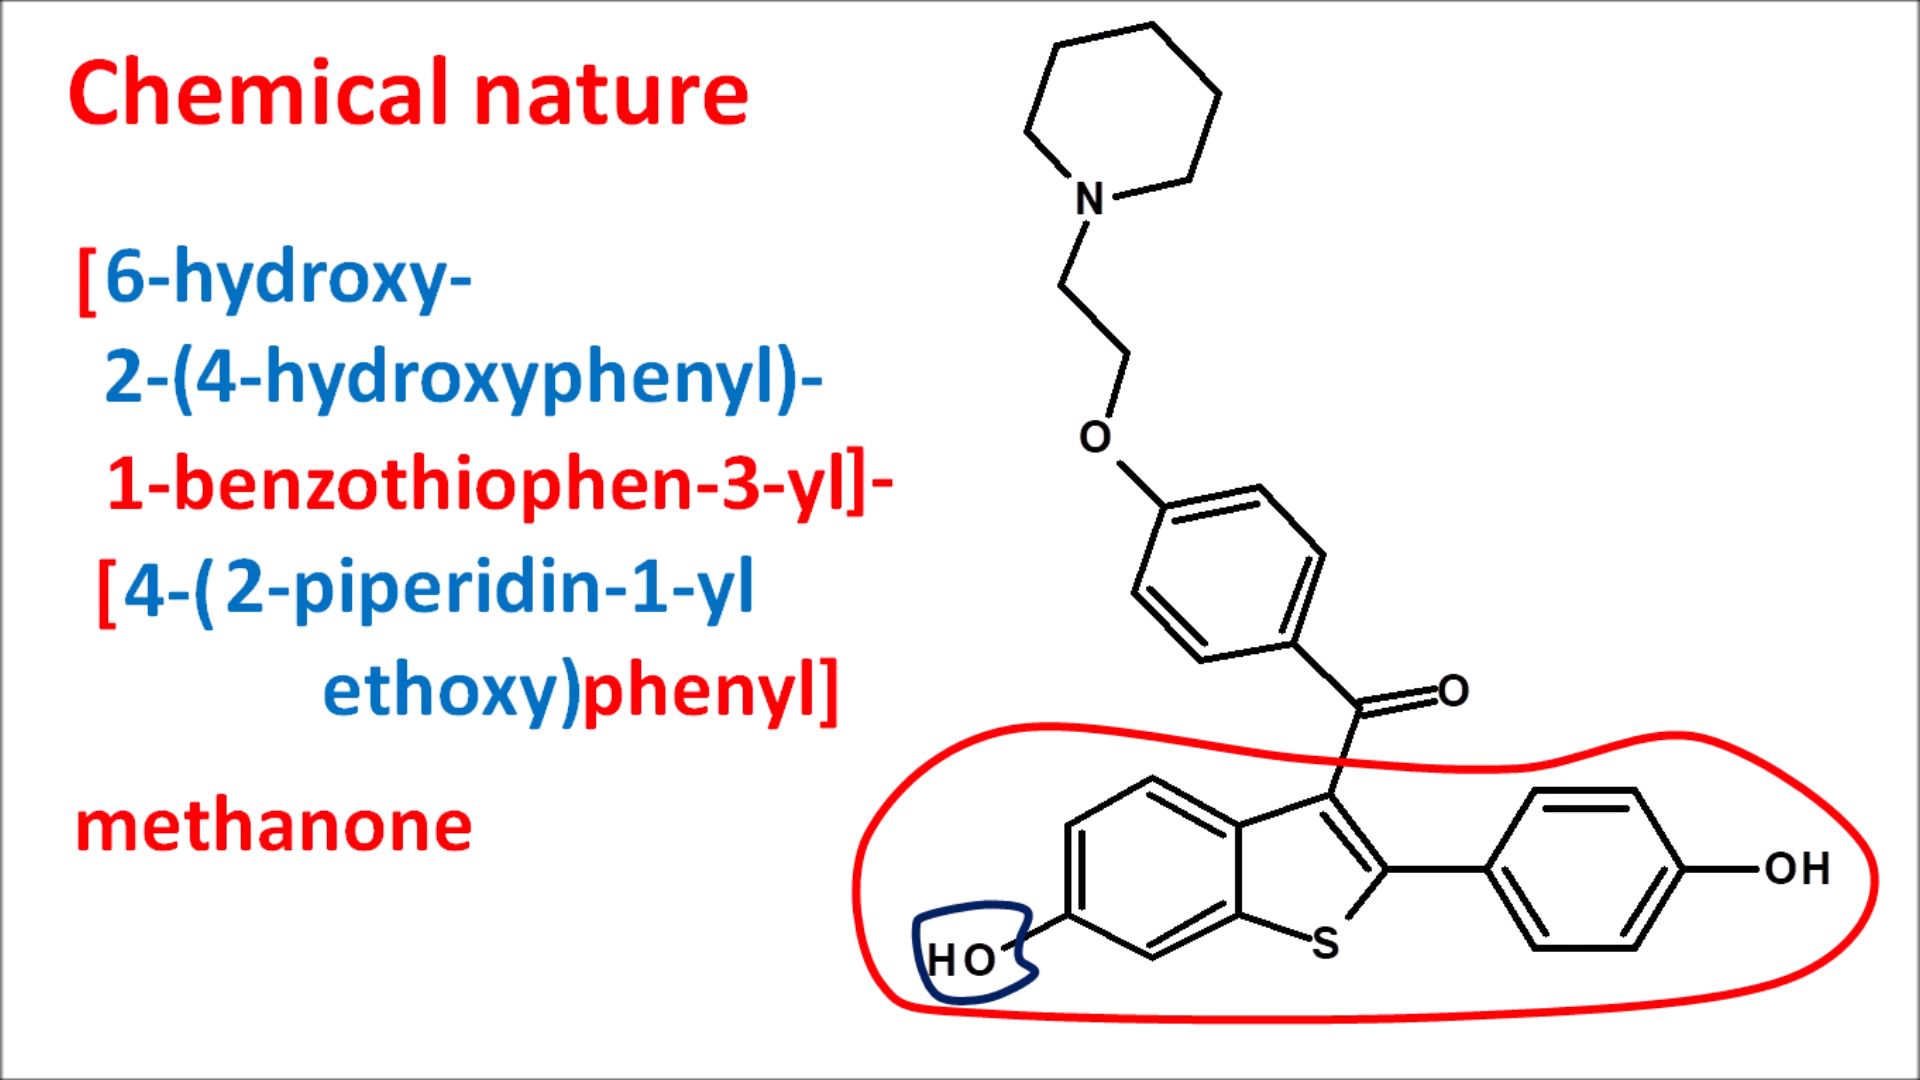 Chemical nature
[6-hydroxy-
2-(4-hydroxyphenyl)-
1-benzothiophen-3-yl]-
[4-(2-piperidin-1-yl
ethoxy)phenyl]
methanone
N
O
O
OH
HO
S